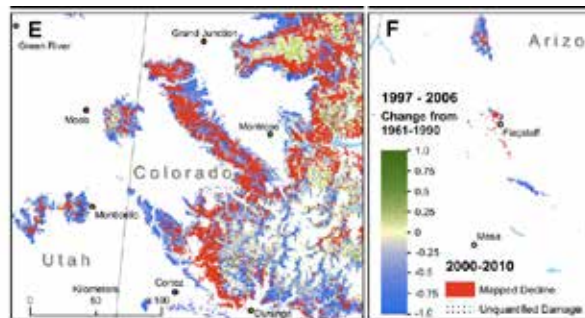 E
Grand Junction
Green River
Moab
Montrose
Colorado
Monticello
Utah
Kilometers
Cortez
0 50 100
Durango
F
Arizo
1997 - 2006
Change from
1961-1990
Flagstaff
1.0
0.75
0.5
0.25
0
-0.25
-0.5
-0.75
-1.0
Mesa
2000-2010
Mapped Decline
Unquantified Damage